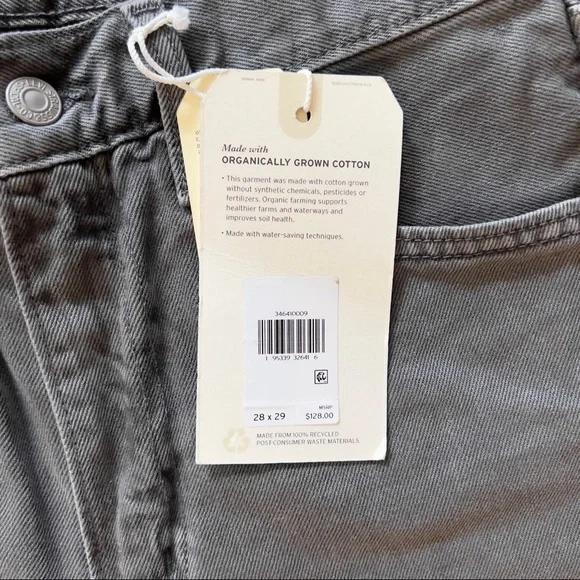 Made with
ORGANICALLY GROWN COTTON
• This garment was made with cotton grown
without synthetic chemicals, pesticides or
fertilizers. Organic farming supports
healthier farms and waterways and
improves soil health.
• Made with water-saving techniques.
346410009
1 95339 32641 6
MSRP
28 x 29 $128.00
MADE FROM 100% RECYCLED
POST-CONSUMER WASTE MATERIALS.